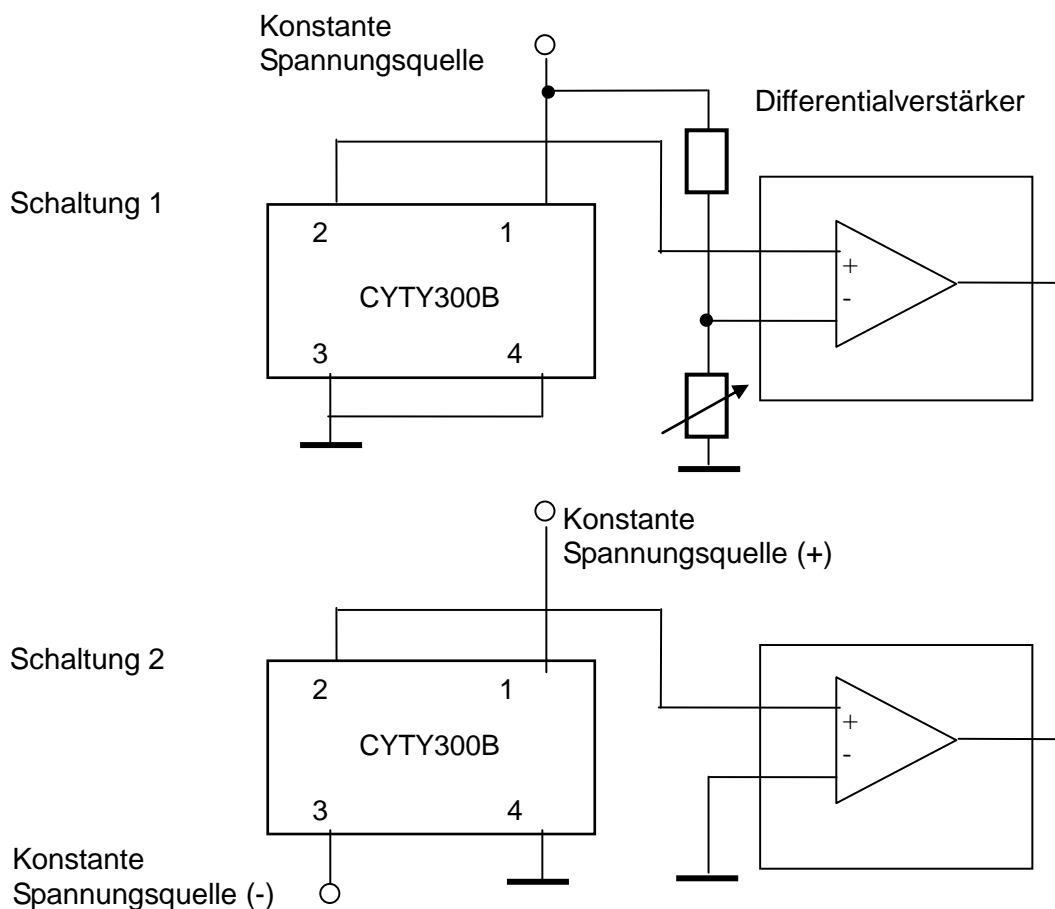 Konstante
Spannungsquelle
Differentialverstärker
Schaltung 1
2 1
CYTY300B
+
-
3 4
Konstante
Spannungsquelle (+)
Schaltung 2
2 1
CYTY300B
+
-
3 4
Konstante
Spannungsquelle (-)